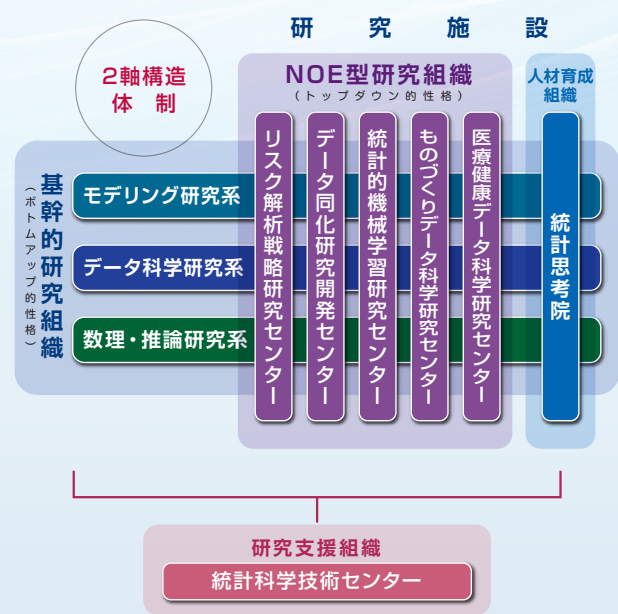 研究施設
2軸構造
体制
NOE型研究組織
(トップダウン的性格)
人材育成
組織
基幹的研究組織
(ボトムアップ的性格)
モデリング研究系
データ科学研究系
数理・推論研究系
リスク解析戦略研究センター
データ同化研究開発センター
統計的機械学習研究センター
ものづくりデータ科学研究センター
医療健康データ科学研究センター
統計思考院
研究支援組織
統計科学技術センター